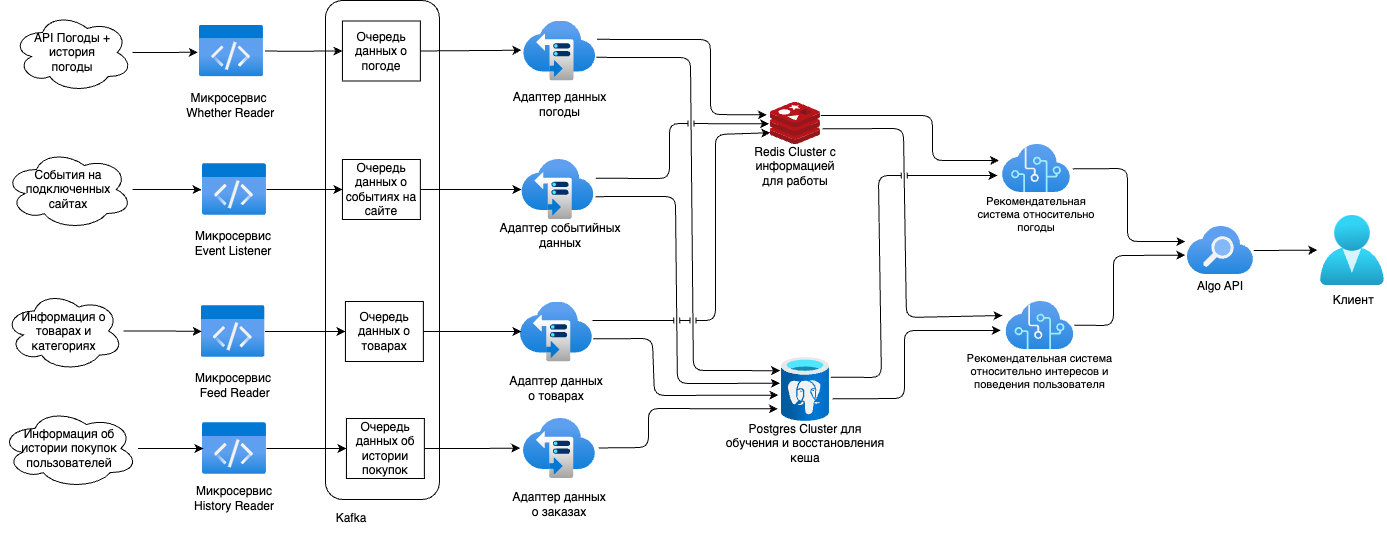 API Погоды +
история
погоды
Микросервис
Whether Reader
Очередь
данных о
погоде
Адаптер данных
погоды
События на
подключенных
сайтах
Микросервис
Event Listener
Очередь
данных о
событиях на
сайте
Адаптер событийных
данных
Информация о
товарах и
категориях
Микросервис
Feed Reader
Очередь
данных о
товарах
Адаптер данных
о товарах
Информация об
истории покупок
пользователей
Микросервис
History Reader
Очередь
данных об
истории
покупок
Адаптер данных
о заказах
Kafka
Redis Cluster с
информацией
для работы
Postgres Cluster для
обучения и восстановления
кеша
Рекомендательная
система относительно
погоды
Рекомендательная система
относительно интересов и
поведения пользователя
Algo API
Клиент